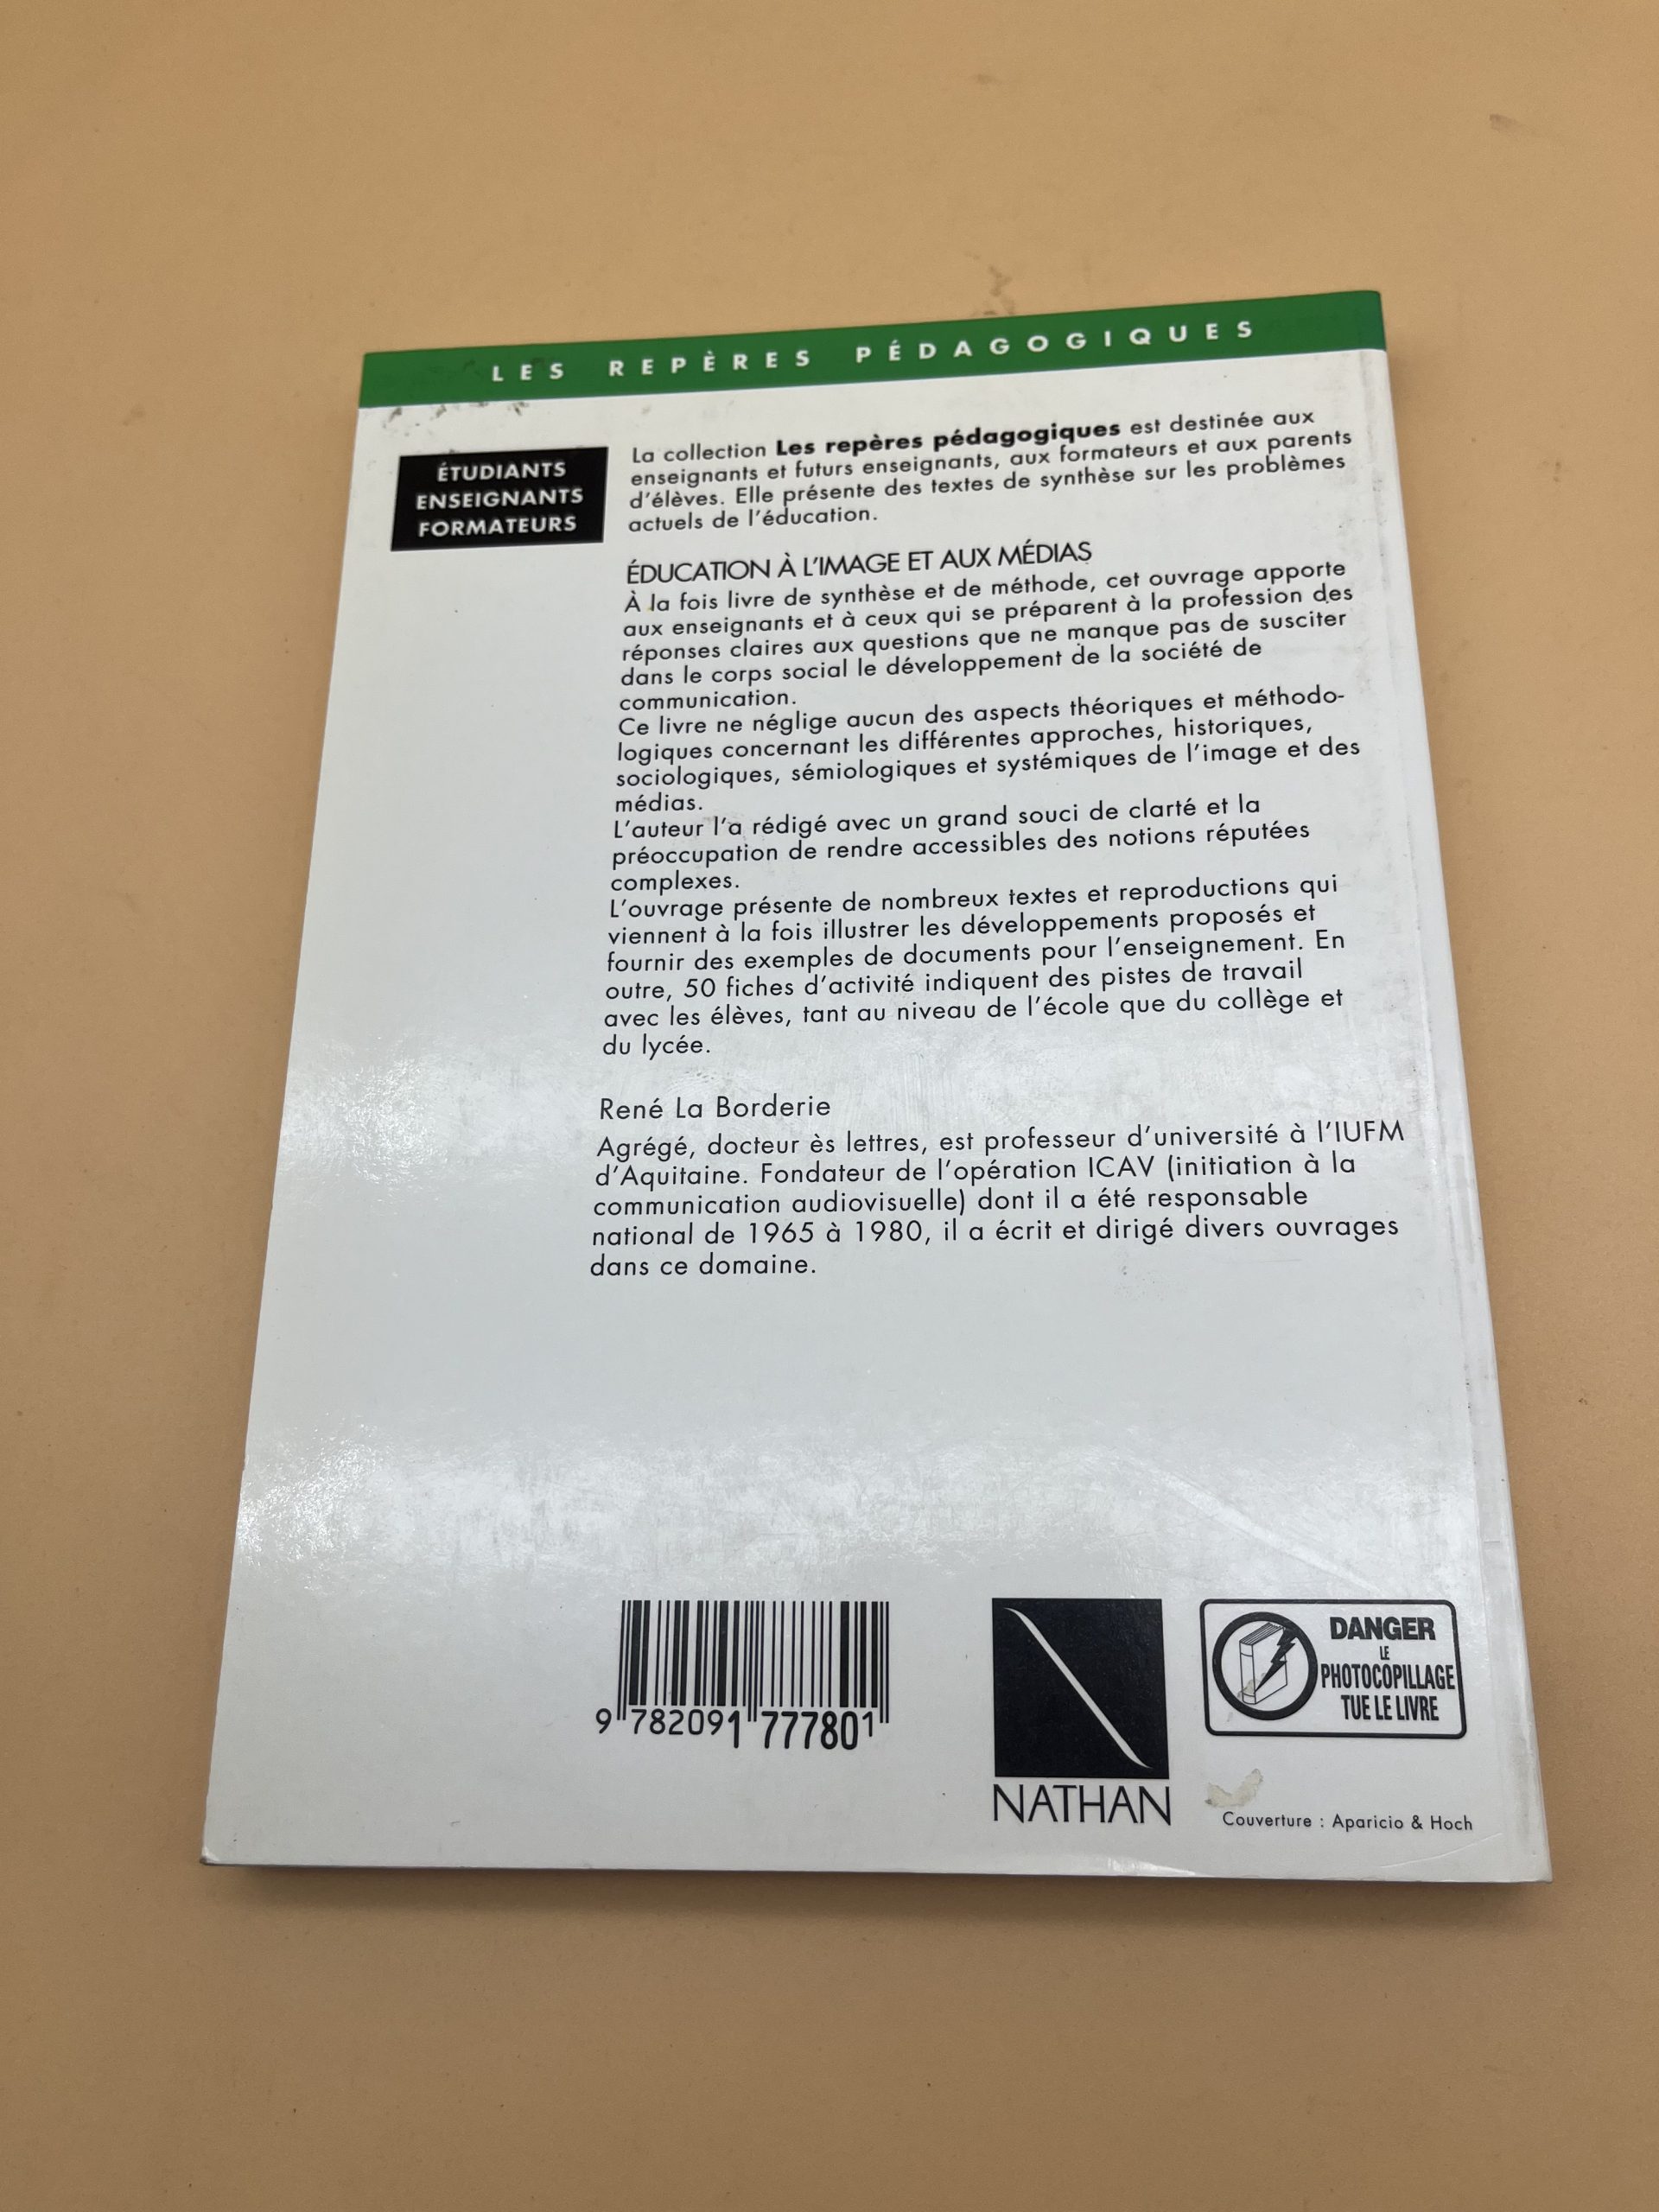 LES REPÈRES PÉDAGOGIQUES
ÉTUDIANTS
ENSEIGNANTS
FORMATEURS
La collection Les repères pédagogiques est destinée aux
enseignants et futurs enseignants, aux formateurs et aux parents
d'élèves. Elle présente des textes de synthèse sur les problèmes
actuels de l'éducation.
ÉDUCATION À L'IMAGE ET AUX MÉDIAS
À la fois livre de synthèse et de méthode, cet ouvrage apporte
aux enseignants et à ceux qui se préparent à la profession des
réponses claires aux questions que ne manque pas de susciter
dans le corps social le développement de la société de
communication.
Ce livre ne néglige aucun des aspects théoriques et méthodo-
logiques concernant les différentes approches, historiques,
sociologiques, sémiologiques et systémiques de l'image et des
médias.
L'auteur l'a rédigé avec un grand souci de clarté et la
préoccupation de rendre accessibles des notions réputées
complexes.
L'ouvrage présente de nombreux textes et reproductions qui
viennent à la fois illustrer les développements proposés et
fournir des exemples de documents pour l'enseignement. En
outre, 50 fiches d'activité indiquent des pistes de travail
avec les élèves, tant au niveau de l'école que du collège et
du lycée.
René La Borderie
Agrégé, docteur ès lettres, est professeur d'université à l'IUFM
d'Aquitaine. Fondateur de l'opération ICAV (initiation à la
communication audiovisuelle) dont il a été responsable
national de 1965 à 1980, il a écrit et dirigé divers ouvrages
dans ce domaine.
9 782091 777801
NATHAN
DANGER
LE
PHOTOCOPILLAGE
TUE LE LIVRE
Couverture : Aparicio & Hoch